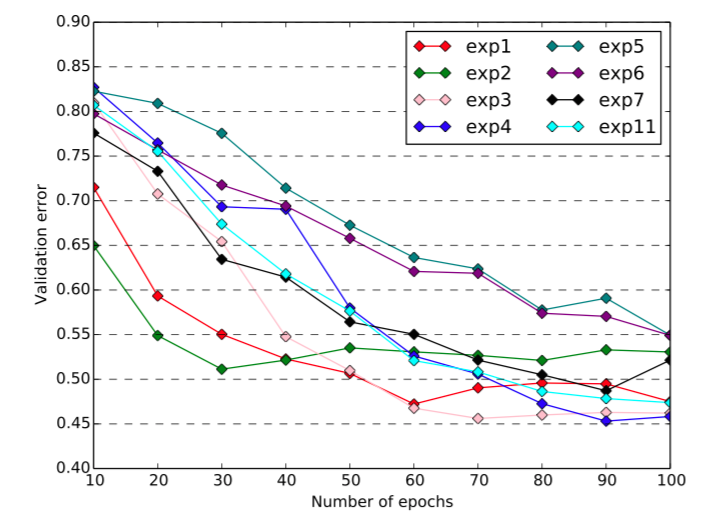 0.90
0.85
0.80
0.75
0.70
0.65
0.60
0.55
0.50
0.45
0.40
Validation error
exp1 exp5
exp2 exp6
exp3 exp7
exp4 exp11
10 20 30 40 50 60 70 80 90 100
Number of epochs